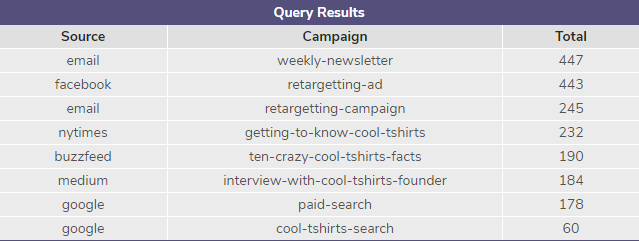 Query Results
Source Campaign Total
email weekly-newsletter 447
facebook retargetting-ad 443
email retargetting-campaign 245
nytimes getting-to-know-cool-tshirts 232
buzzfeed ten-crazy-cool-tshirts-facts 190
medium interview-with-cool-tshirts-founder 184
google paid-search 178
google cool-tshirts-search 60